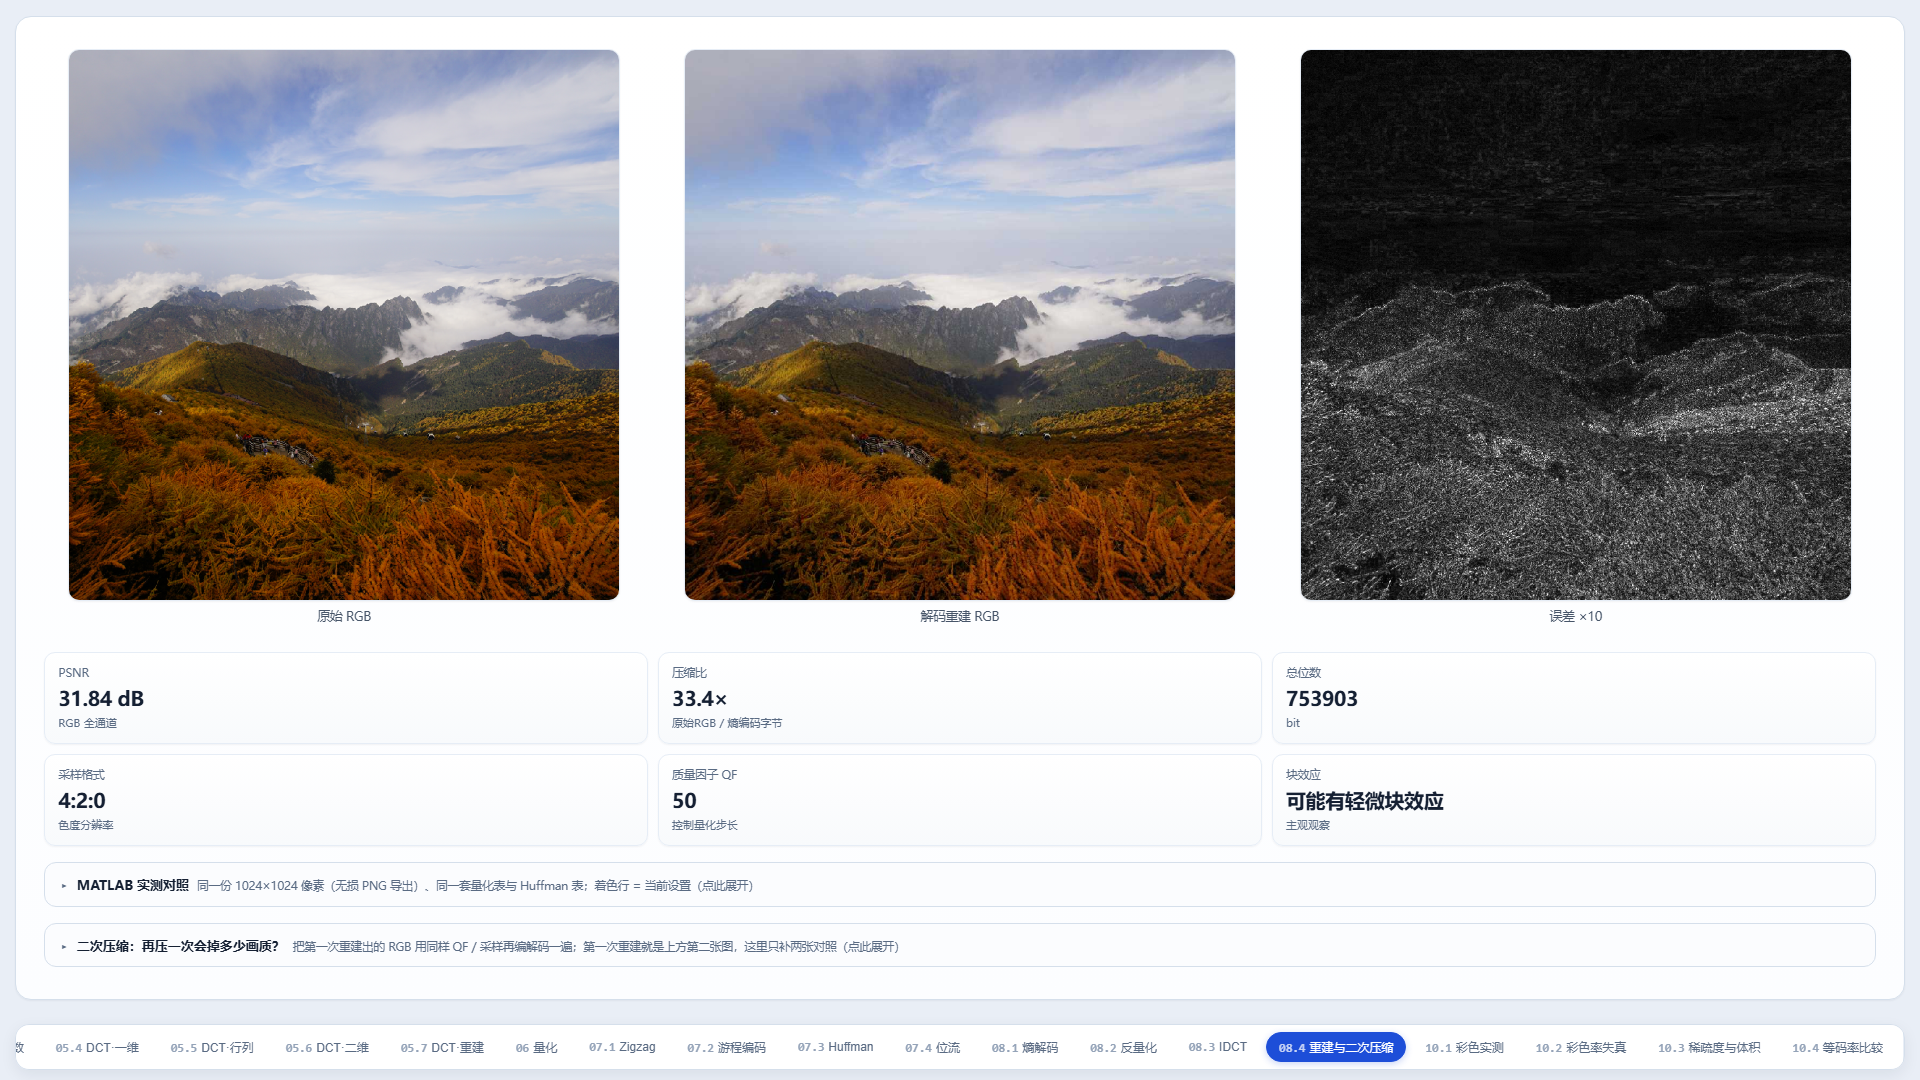 原始 RGB
解码重建 RGB
误差 ×10
PSNR
31.84 dB
RGB 全通道
压缩比
33.4×
原始RGB / 熵编码字节
总位数
753903
bit
采样格式
4:2:0
色度分辨率
质量因子 QF
50
控制量化步长
块效应
可能有轻微块效应
主观观察
▸ MATLAB 实测对照 同一份 1024×1024 像素（无损 PNG 导出）、同一套量化表与 Huffman 表；着色行 = 当前设置（点此展开）
▸ 二次压缩：再压一次会掉多少画质？ 把第一次重建出的 RGB 用同样 QF / 采样再编解码一遍；第一次重建就是上方第二张图，这里只补两张对照（点此展开）
数 05.4 DCT·一维 05.5 DCT·行列 05.6 DCT·二维 05.7 DCT·重建 06 量化 07.1 Zigzag 07.2 游程编码 07.3 Huffman 07.4 位流 08.1 熵解码 08.2 反量化 08.3 IDCT 08.4 重建与二次压缩 10.1 彩色实测 10.2 彩色率失真 10.3 稀疏度与体积 10.4 等码率比较